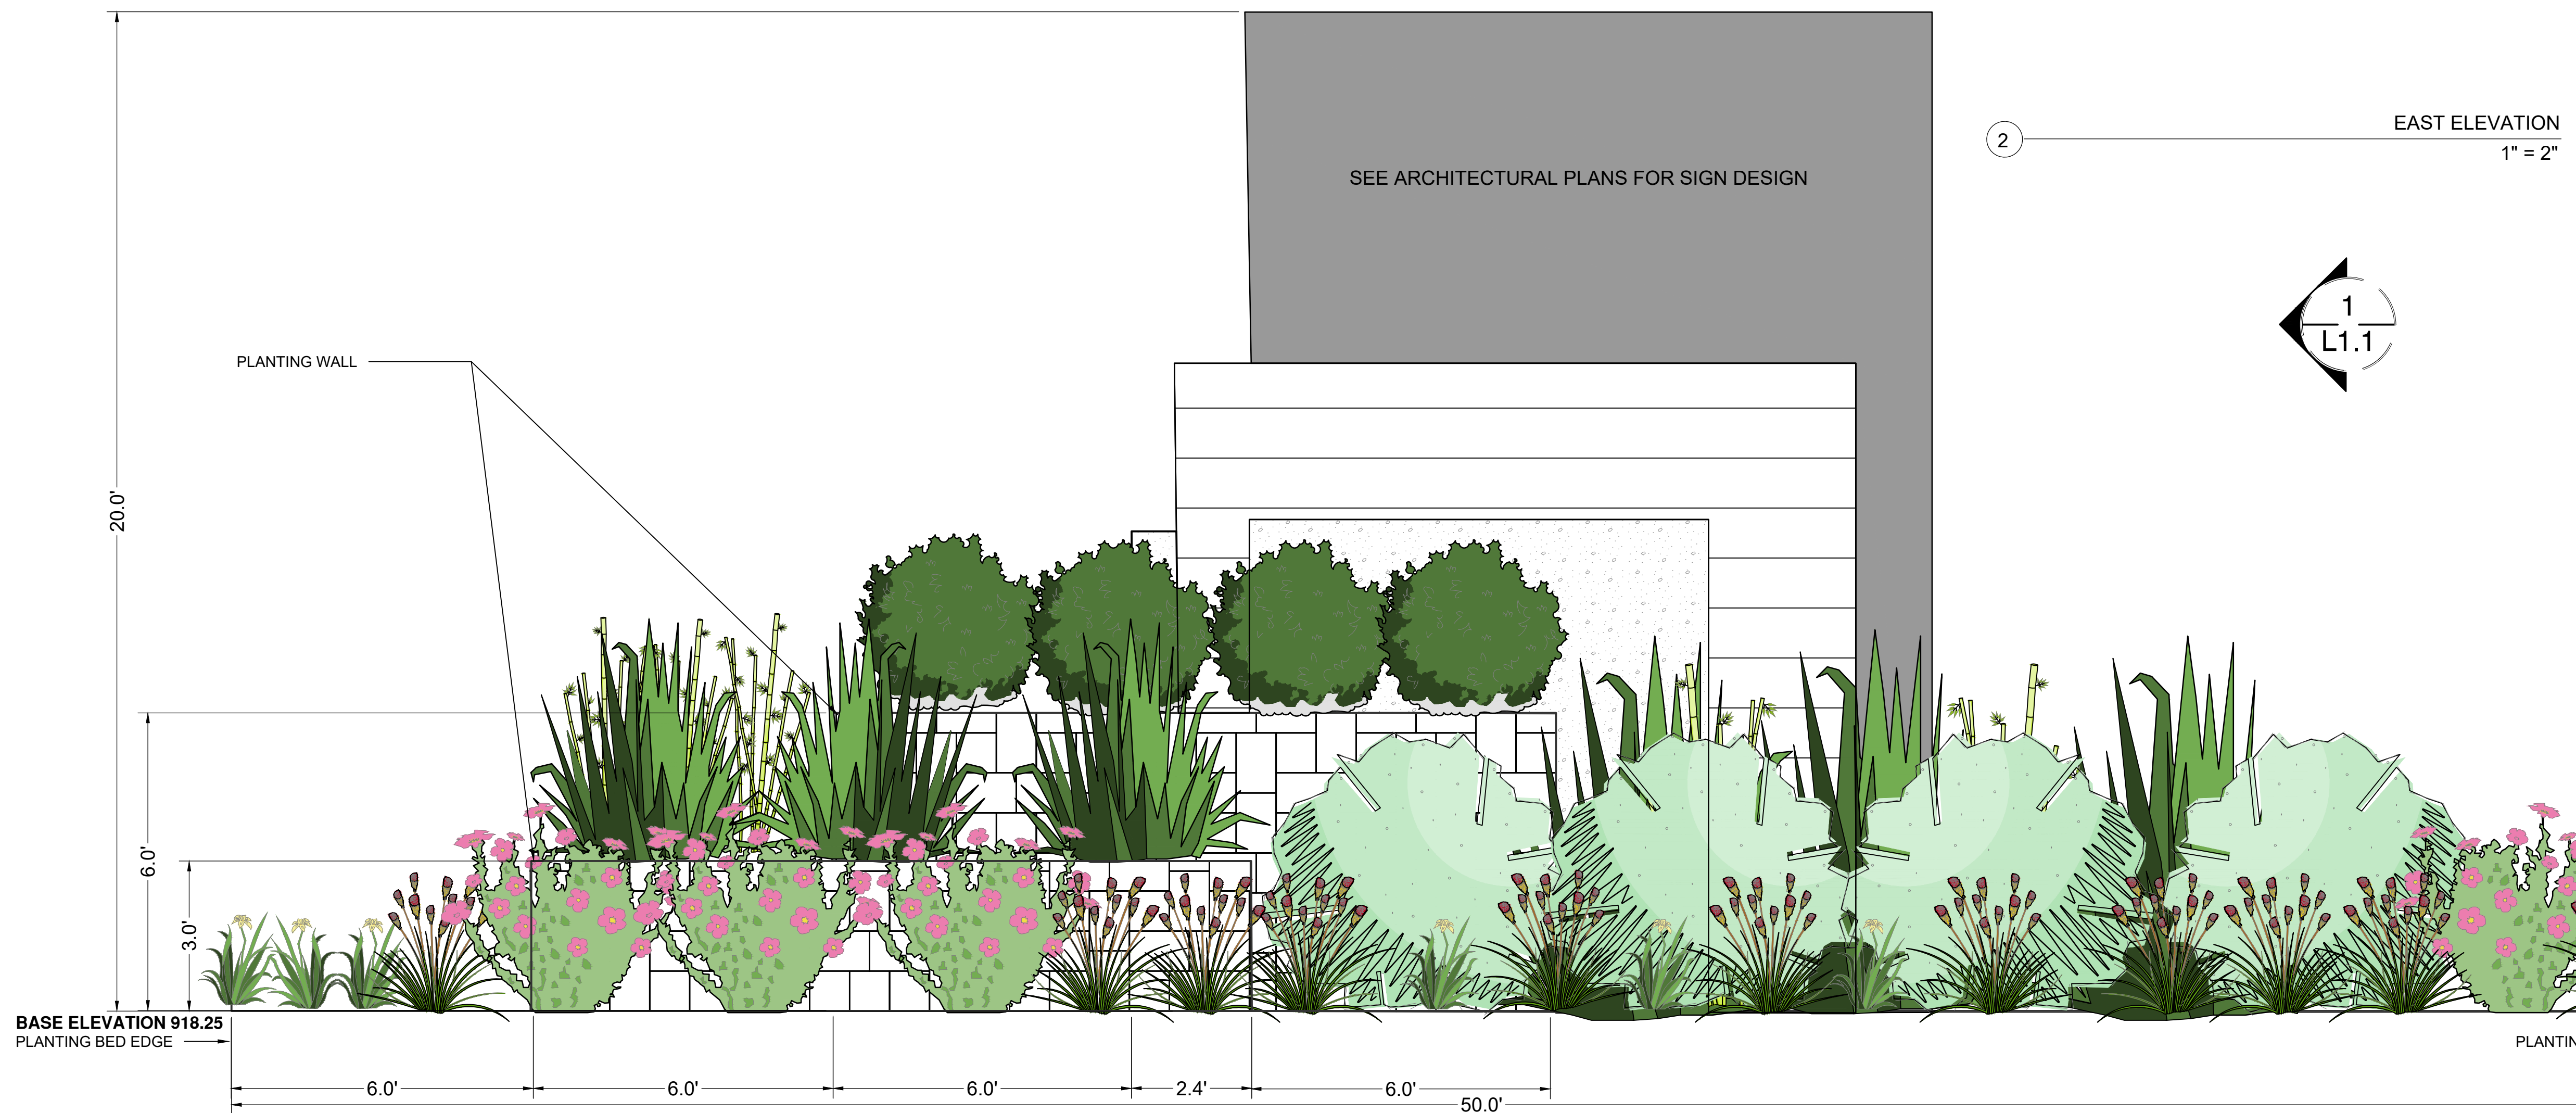 EAST ELEVATION
2
1" = 2"
SEE ARCHITECTURAL PLANS FOR SIGN DESIGN
1
L1.1
PLANTING WALL
20.0'
6.0'
3.0'
BASE ELEVATION 918.25
PLANTING BED EDGE
PLANTIN
6.0'
6.0'
6.0'
2.4'
6.0'
50.0'